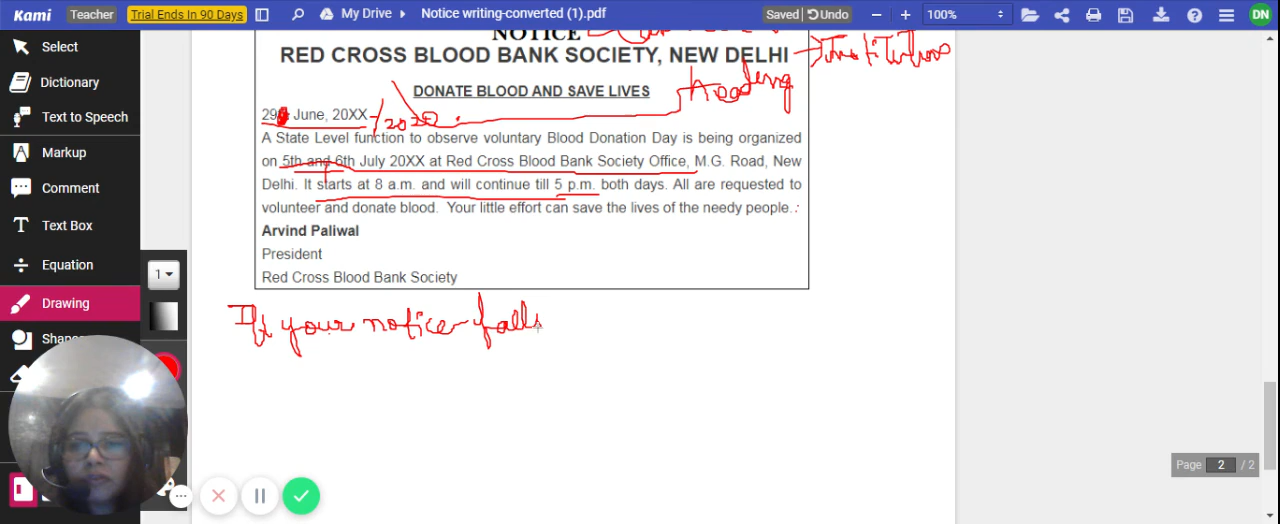 Kami Teacher Trial Ends In 90 Days My Drive Notice writing-converted (1).pdf Saved Undo 100% DN
Select
Dictionary
Text to Speech
Markup
Comment
Text Box
Equation
Drawing
Shapes
1
NOTICE
RED CROSS BLOOD BANK SOCIETY, NEW DELHI
Institution
DONATE BLOOD AND SAVE LIVES
heading
29 June, 20XX
/2020
A State Level function to observe voluntary Blood Donation Day is being organized
on 5th and 6th July 20XX at Red Cross Blood Bank Society Office, M.G. Road, New
Delhi. It starts at 8 a.m. and will continue till 5 p.m. both days. All are requested to
volunteer and donate blood. Your little effort can save the lives of the needy people.
Arvind Paliwal
President
Red Cross Blood Bank Society
If your notice falls
Page 2 / 2